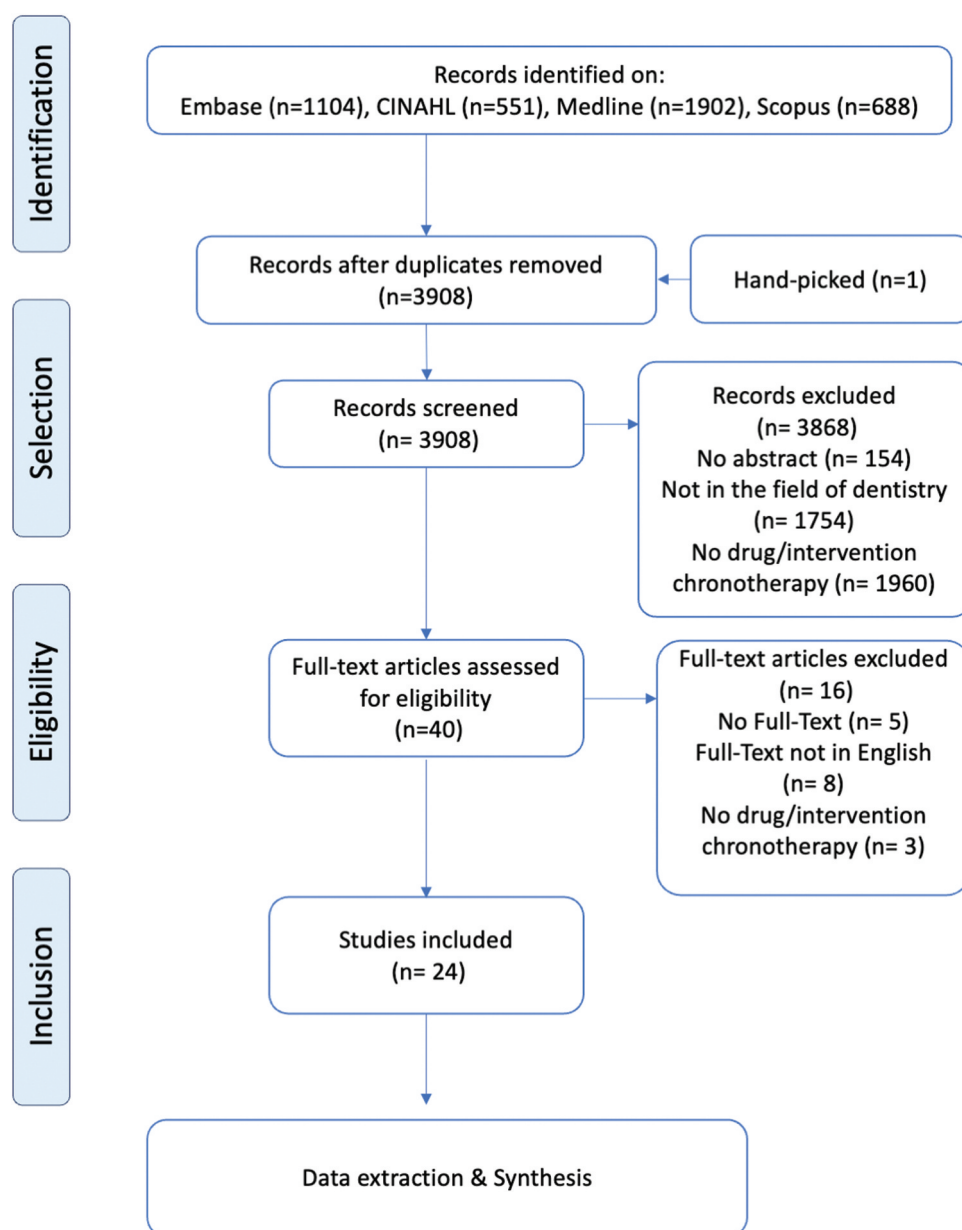 Identification
Records identified on:
Embase (n=1104), CINAHL (n=551), Medline (n=1902), Scopus (n=688)
Records after duplicates removed
(n=3908)
Hand-picked (n=1)
Selection
Records screened
(n= 3908)
Records excluded
(n= 3868)
No abstract (n= 154)
Not in the field of dentistry
(n= 1754)
No drug/intervention
chronotherapy (n= 1960)
Eligibility
Full-text articles assessed
for eligibility
(n=40)
Full-text articles excluded
(n= 16)
No Full-Text (n= 5)
Full-Text not in English
(n= 8)
No drug/intervention
chronotherapy (n= 3)
Inclusion
Studies included
(n= 24)
Data extraction & Synthesis